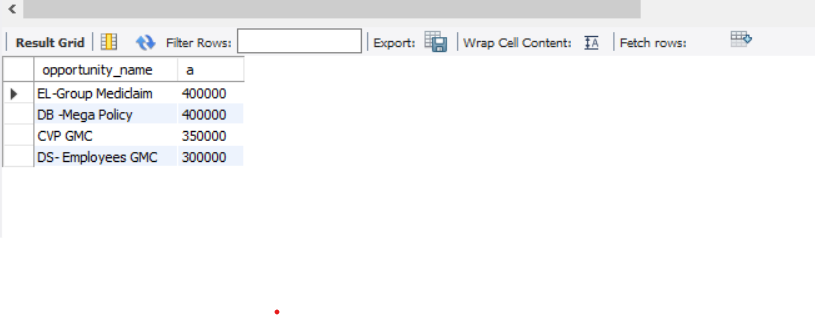 Result Grid Filter Rows: Export: Wrap Cell Content: Fetch rows:
opportunity_name a
EL-Group Mediclaim 400000
DB -Mega Policy 400000
CVP GMC 350000
DS- Employees GMC 300000